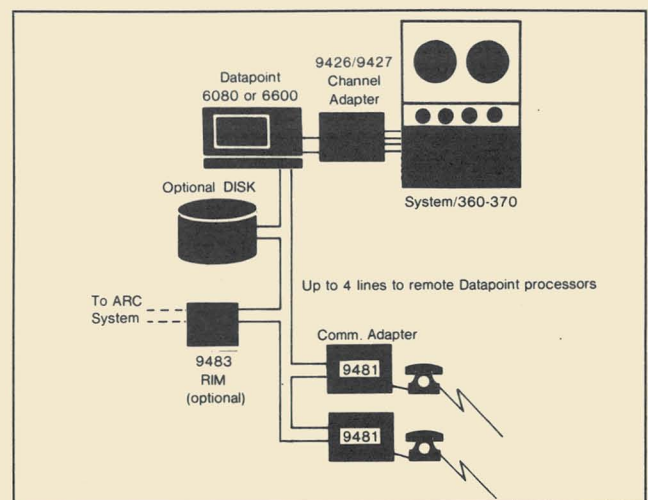 Datapoint
6080 or 6600
9426/9427
Channel
Adapter
System/360-370
Optional DISK
Up to 4 lines to remote Datapoint processors
To ARC
System
9483
RIM
(optional)
Comm. Adapter
9481
9481